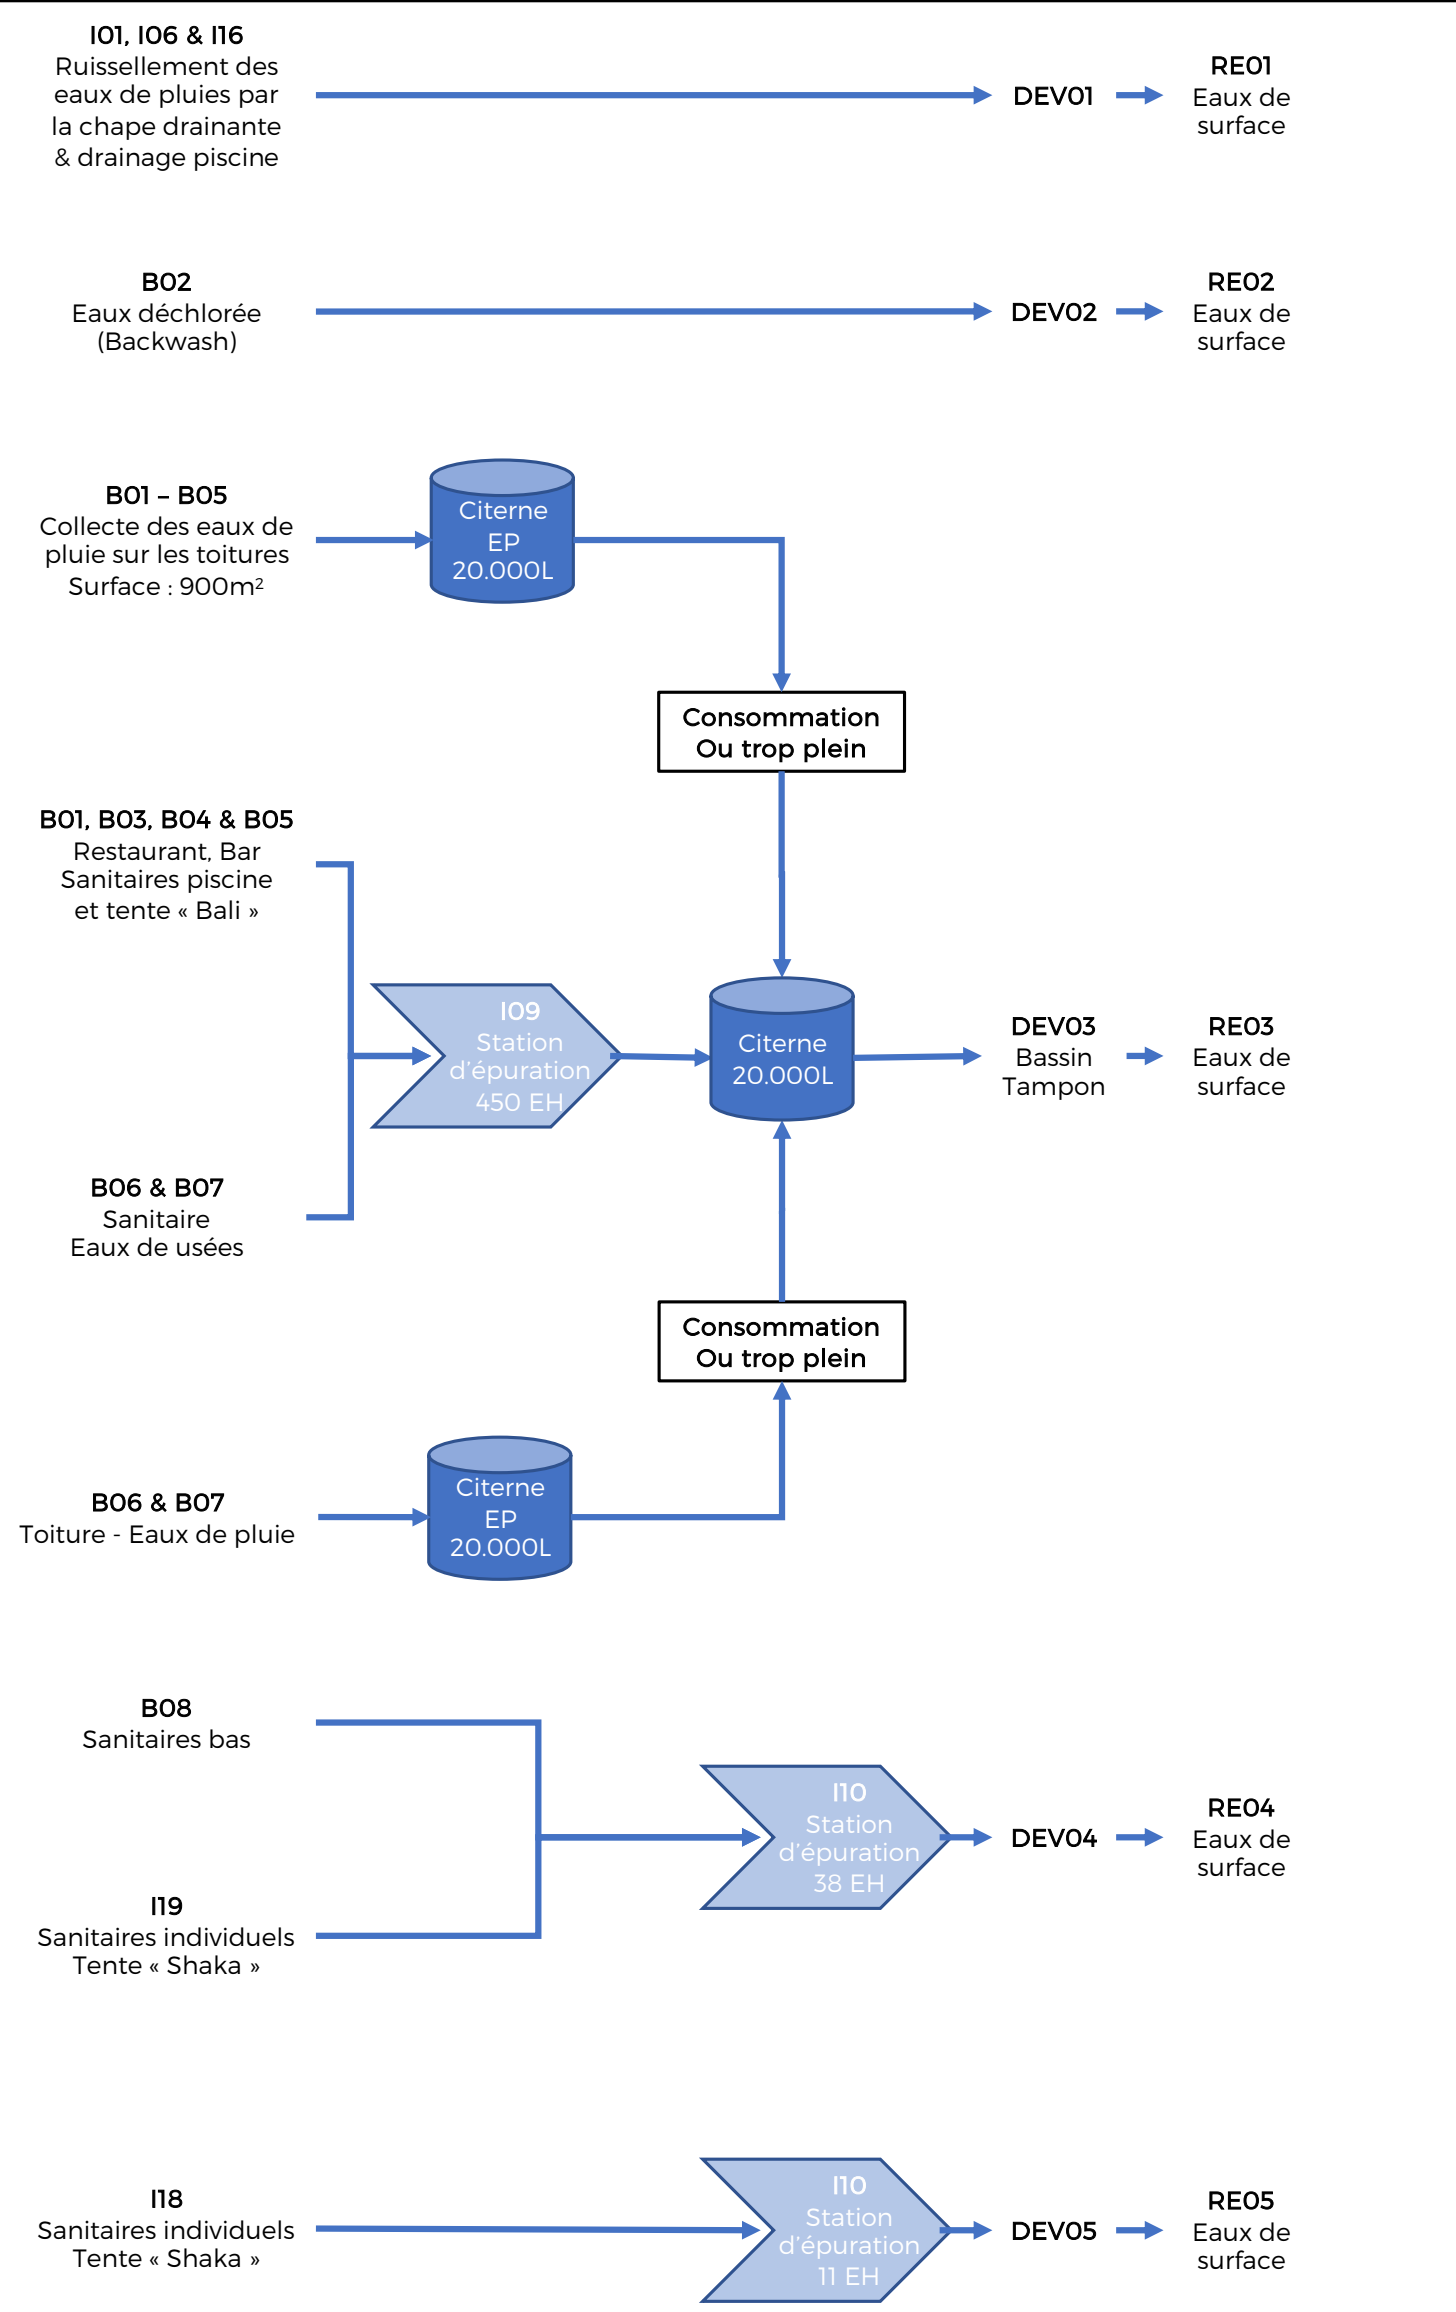 I01, I06 & I16
Ruissellement des
eaux de pluies par
la chape drainante
& drainage piscine
DEV01
RE01
Eaux de
surface
B02
Eaux déchlorée
(Backwash)
DEV02
RE02
Eaux de
surface
B01 – B05
Collecte des eaux de
pluie sur les toitures
Surface : 900m²
Citerne
EP
20.000L
Consommation
Ou trop plein
B01, B03, B04 & B05
Restaurant, Bar
Sanitaires piscine
et tente « Bali »
I09
Station
d'épuration
450 EH
Citerne
20.000L
DEV03
Bassin
Tampon
RE03
Eaux de
surface
B06 & B07
Sanitaire
Eaux de usées
Consommation
Ou trop plein
B06 & B07
Toiture - Eaux de pluie
Citerne
EP
20.000L
B08
Sanitaires bas
I10
Station
d'épuration
38 EH
DEV04
RE04
Eaux de
surface
I19
Sanitaires individuels
Tente « Shaka »
I18
Sanitaires individuels
Tente « Shaka »
I10
Station
d'épuration
11 EH
DEV05
RE05
Eaux de
surface